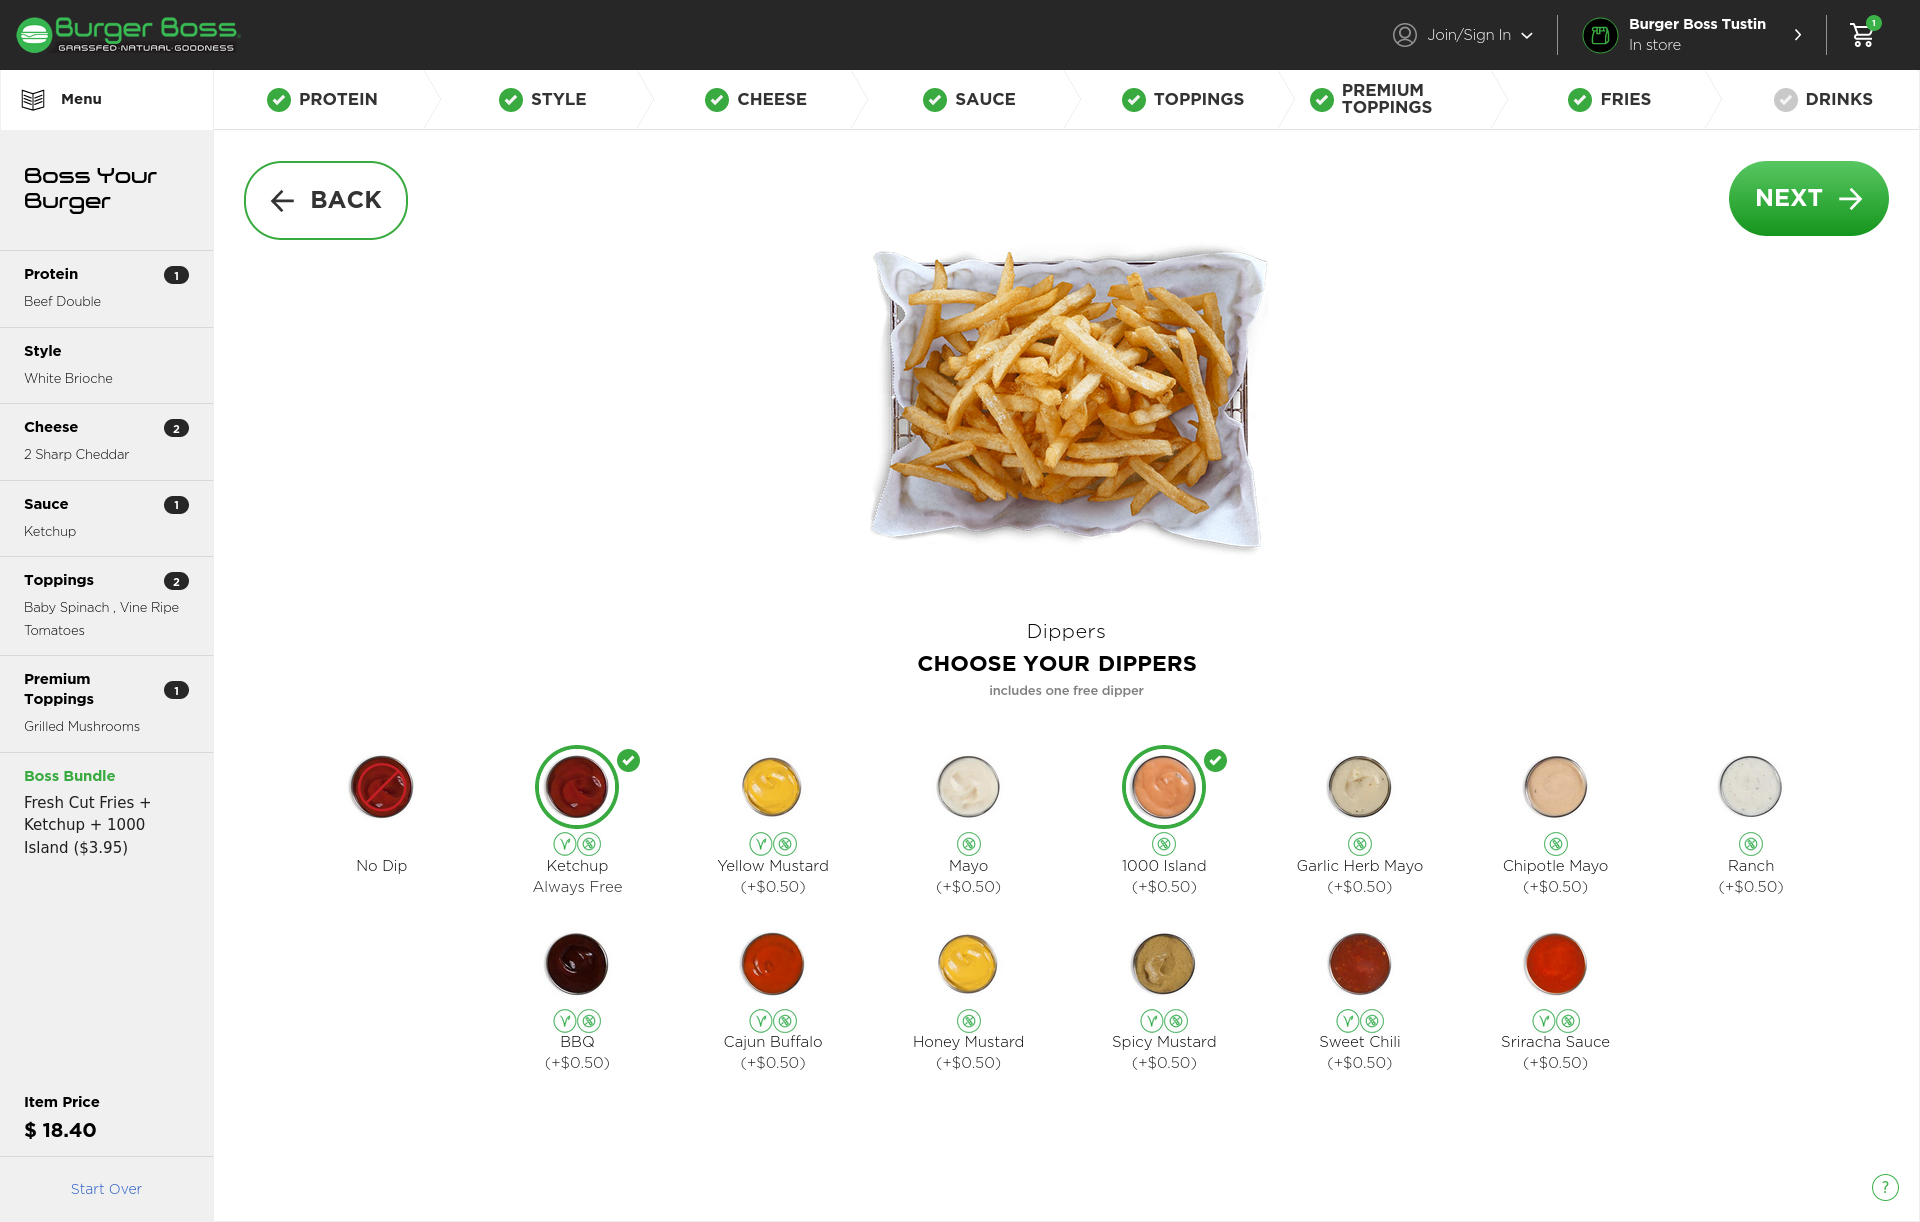 Burger Boss
GRASSFED·NATURAL·GOODNESS
Join/Sign In
Burger Boss Tustin
In store
1
Menu
PROTEIN
STYLE
CHEESE
SAUCE
TOPPINGS
PREMIUM
TOPPINGS
FRIES
DRINKS
Boss Your
Burger
Protein 1
Beef Double
Style
White Brioche
Cheese 2
2 Sharp Cheddar
Sauce 1
Ketchup
Toppings 2
Baby Spinach , Vine Ripe
Tomatoes
Premium
Toppings 1
Grilled Mushrooms
Boss Bundle
Fresh Cut Fries +
Ketchup + 1000
Island ($3.95)
Item Price
$ 18.40
Start Over
BACK
NEXT
Dippers
CHOOSE YOUR DIPPERS
includes one free dipper
No Dip
Ketchup
Always Free
Yellow Mustard
(+$0.50)
Mayo
(+$0.50)
1000 Island
(+$0.50)
Garlic Herb Mayo
(+$0.50)
Chipotle Mayo
(+$0.50)
Ranch
(+$0.50)
BBQ
(+$0.50)
Cajun Buffalo
(+$0.50)
Honey Mustard
(+$0.50)
Spicy Mustard
(+$0.50)
Sweet Chili
(+$0.50)
Sriracha Sauce
(+$0.50)
?